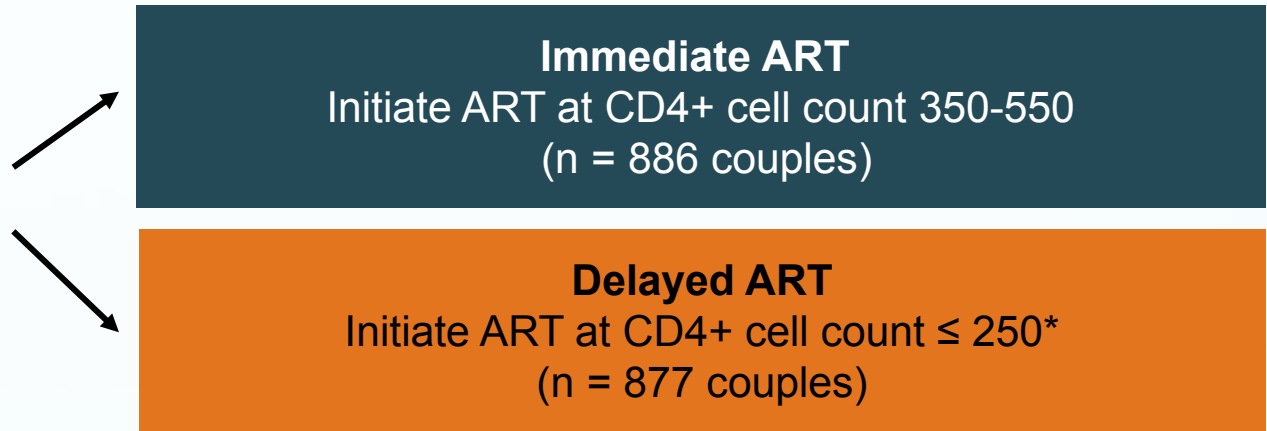 Immediate ART
Initiate ART at CD4+ cell count 350-550
(n = 886 couples)
Delayed ART
Initiate ART at CD4+ cell count ≤ 250*
(n = 877 couples)